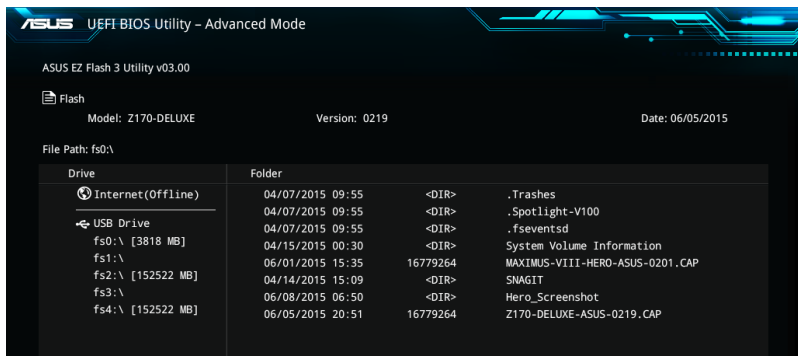 ASUS UEFI BIOS Utility – Advanced Mode
ASUS EZ Flash 3 Utility v03.00
Flash
Model: Z170-DELUXE Version: 0219 Date: 06/05/2015
File Path: fs0:\
Drive Folder
Internet(Offline) 04/07/2015 09:55 <DIR> .Trashes
04/07/2015 09:55 <DIR> .Spotlight-V100
USB Drive 04/07/2015 09:55 <DIR> .fseventsd
fs0:\ [3818 MB] 04/15/2015 00:30 <DIR> System Volume Information
fs1:\ 06/01/2015 15:35 16779264 MAXIMUS-VIII-HERO-ASUS-0201.CAP
fs2:\ [152522 MB] 04/14/2015 15:09 <DIR> SNAGIT
fs3:\ 06/08/2015 06:50 <DIR> Hero_Screenshot
fs4:\ [152522 MB] 06/05/2015 20:51 16779264 Z170-DELUXE-ASUS-0219.CAP